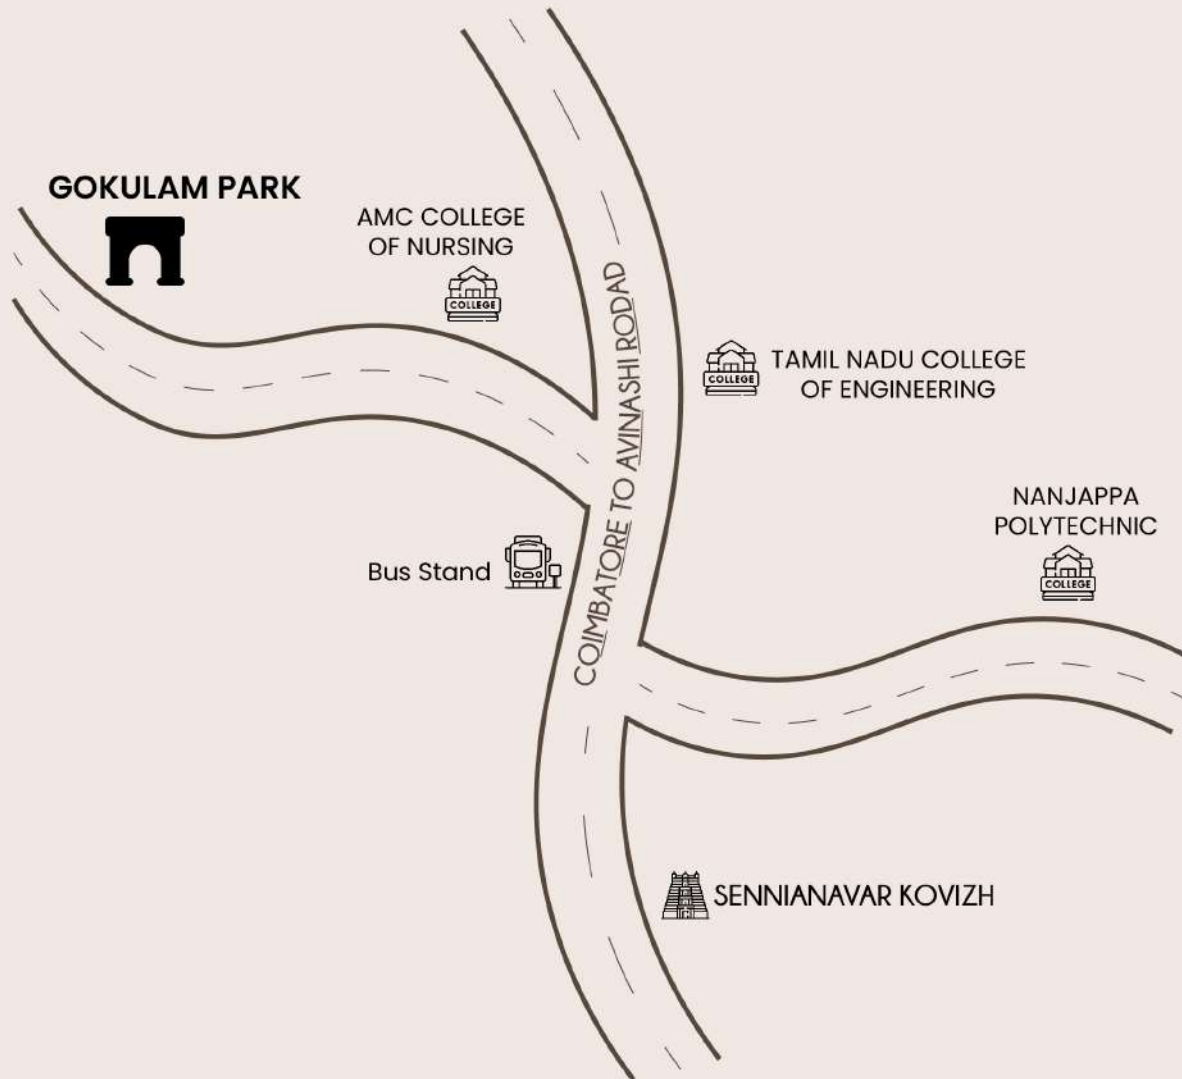 GOKULAM PARK
AMC COLLEGE
OF NURSING
COLLEGE
COIMBATORE TO AVINASHI RODAD
COLLEGE
TAMIL NADU COLLEGE
OF ENGINEERING
NANJAPPA
POLYTECHNIC
COLLEGE
Bus Stand
SENNIANAVAR KOVIZH